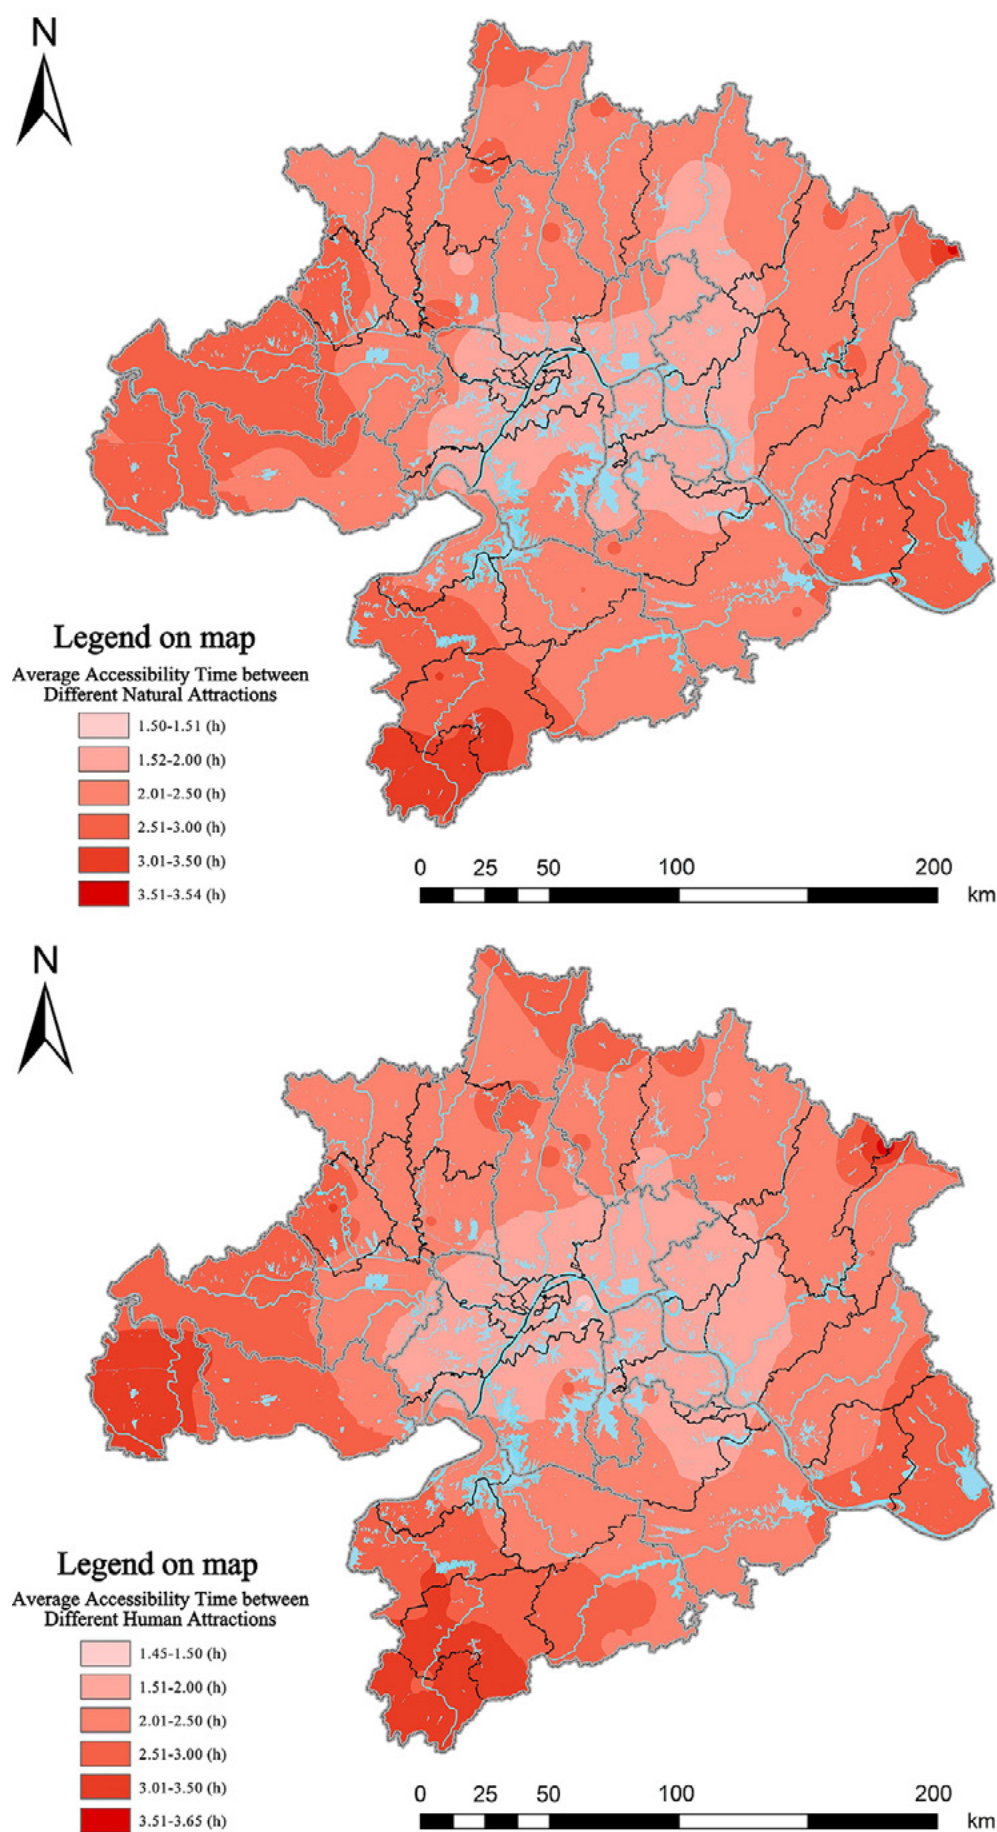 N
Legend on map
Average Accessibility Time between
Different Natural Attractions
1.50-1.51 (h)
1.52-2.00 (h)
2.01-2.50 (h)
2.51-3.00 (h)
3.01-3.50 (h)
3.51-3.54 (h)
0 25 50 100 200
km
N
Legend on map
Average Accessibility Time between
Different Human Attractions
1.45-1.50 (h)
1.51-2.00 (h)
2.01-2.50 (h)
2.51-3.00 (h)
3.01-3.50 (h)
3.51-3.65 (h)
0 25 50 100 200
km